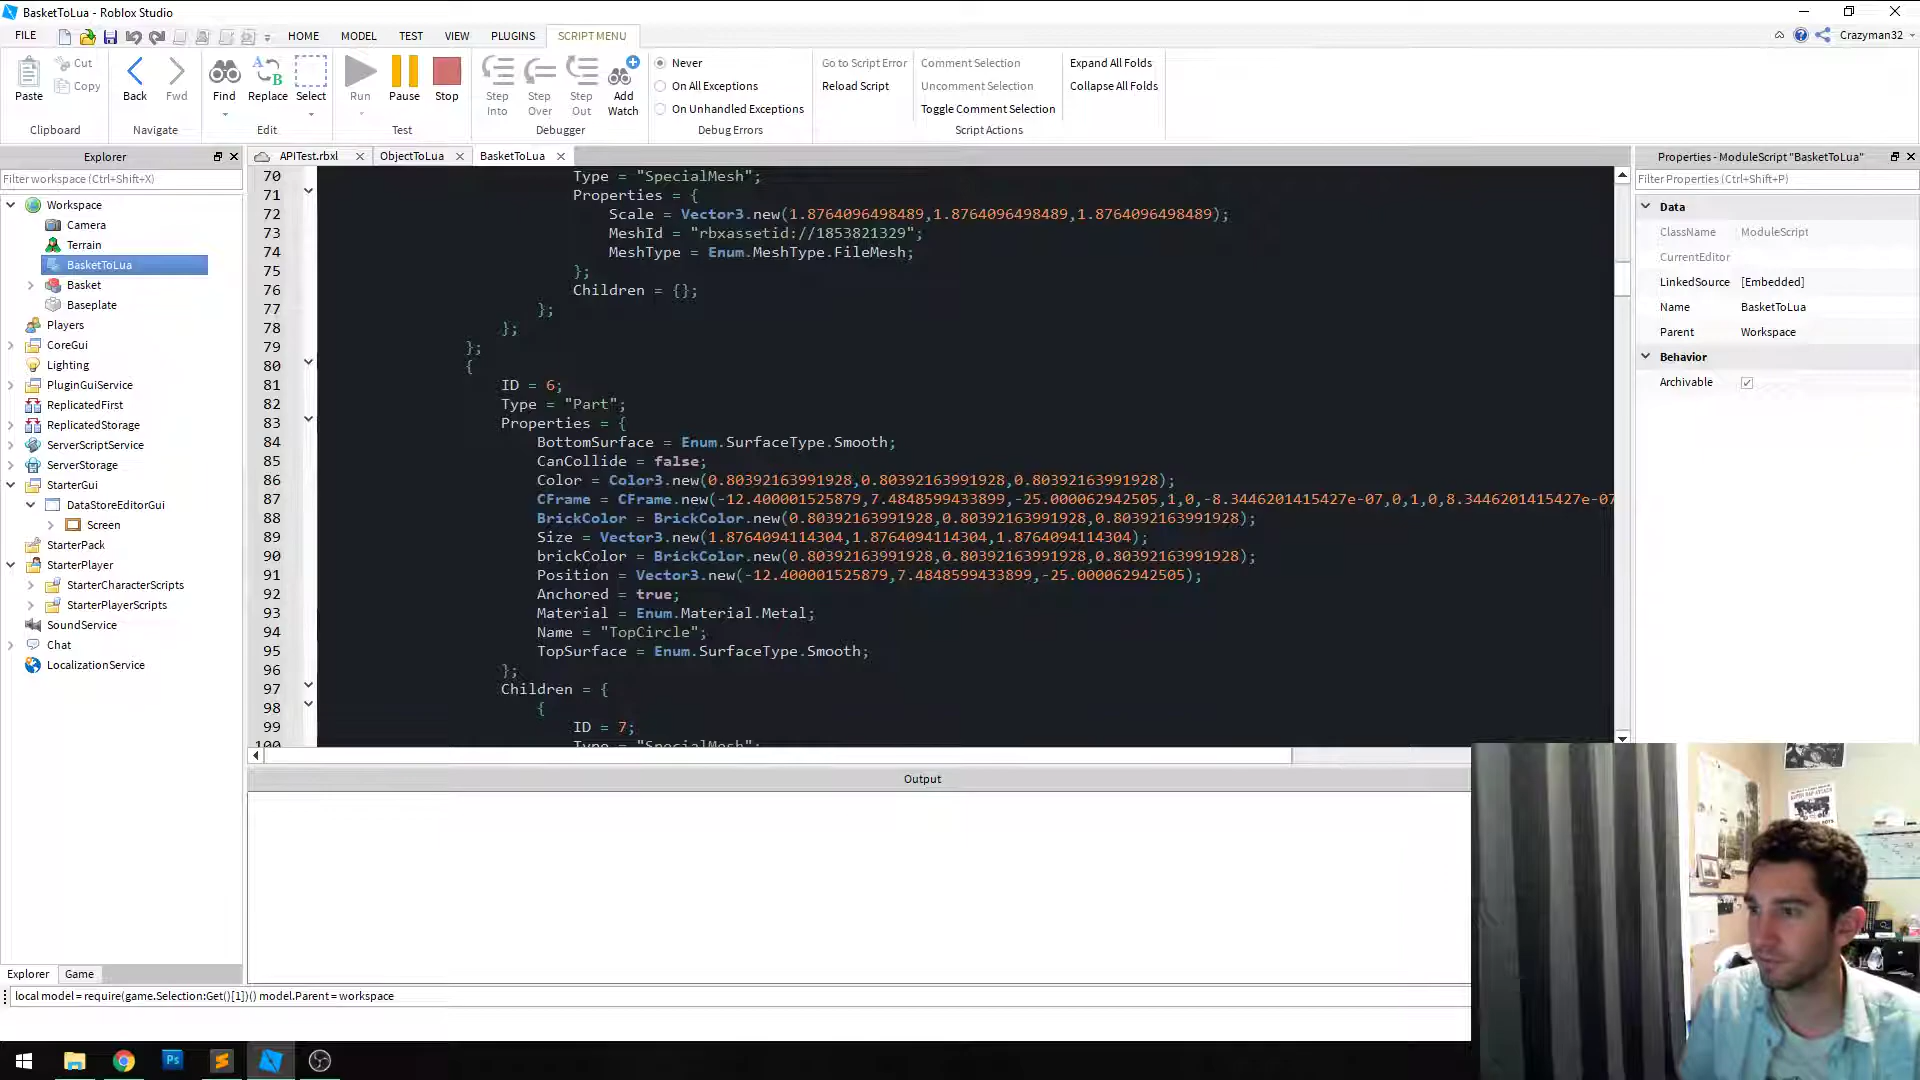 BasketToLua - Roblox Studio
FILE
HOME
MODEL
TEST
VIEW
PLUGINS
SCRIPT MENU
Crazyman32
Paste
Cut
Copy
Clipboard
Back
Fwd
Navigate
Find
Replace
Select
Edit
Run
Pause
Stop
Test
Step Into
Step Over
Step Out
Add Watch
Debugger
Never
On All Exceptions
On Unhandled Exceptions
Debug Errors
Go to Script Error
Reload Script
Comment Selection
Uncomment Selection
Toggle Comment Selection
Expand All Folds
Collapse All Folds
Script Actions
Explorer
Filter workspace (Ctrl+Shift+X)
Workspace
Camera
Terrain
BasketToLua
Basket
Baseplate
Players
CoreGui
Lighting
PluginGuiService
ReplicatedFirst
ReplicatedStorage
ServerScriptService
ServerStorage
StarterGui
DataStoreEditorGui
Screen
StarterPack
StarterPlayer
StarterCharacterScripts
StarterPlayerScripts
SoundService
Chat
LocalizationService
Explorer
Game
APITest.rbxl
ObjectToLua
BasketToLua
70 Type = "SpecialMesh";
71 Properties = {
72 Scale = Vector3.new(1.8764096498489,1.8764096498489,1.8764096498489);
73 MeshId = "rbxassetid://1853821329";
74 MeshType = Enum.MeshType.FileMesh;
75 };
76 Children = {};
77 };
78 };
79 };
80 {
81 ID = 6;
82 Type = "Part";
83 Properties = {
84 BottomSurface = Enum.SurfaceType.Smooth;
85 CanCollide = false;
86 Color = Color3.new(0.80392163991928,0.80392163991928,0.80392163991928);
87 CFrame = CFrame.new(-12.400001525879,7.4848599433899,-25.000062942505,1,0,-8.3446201415427e-07,0,1,0,8.3446201415427e-07
88 BrickColor = BrickColor.new(0.80392163991928,0.80392163991928,0.80392163991928);
89 Size = Vector3.new(1.8764094114304,1.8764094114304,1.8764094114304);
90 brickColor = BrickColor.new(0.80392163991928,0.80392163991928,0.80392163991928);
91 Position = Vector3.new(-12.400001525879,7.4848599433899,-25.000062942505);
92 Anchored = true;
93 Material = Enum.Material.Metal;
94 Name = "TopCircle";
95 TopSurface = Enum.SurfaceType.Smooth;
96 };
97 Children = {
98 {
99 ID = 7;
100 Type = "SpecialMesh";
Output
local model = require(game.Selection:Get()[1])() model.Parent = workspace
Properties - ModuleScript "BasketToLua"
Filter Properties (Ctrl+Shift+P)
Data
ClassName ModuleScript
CurrentEditor
LinkedSource [Embedded]
Name BasketToLua
Parent Workspace
Behavior
Archivable
Ps